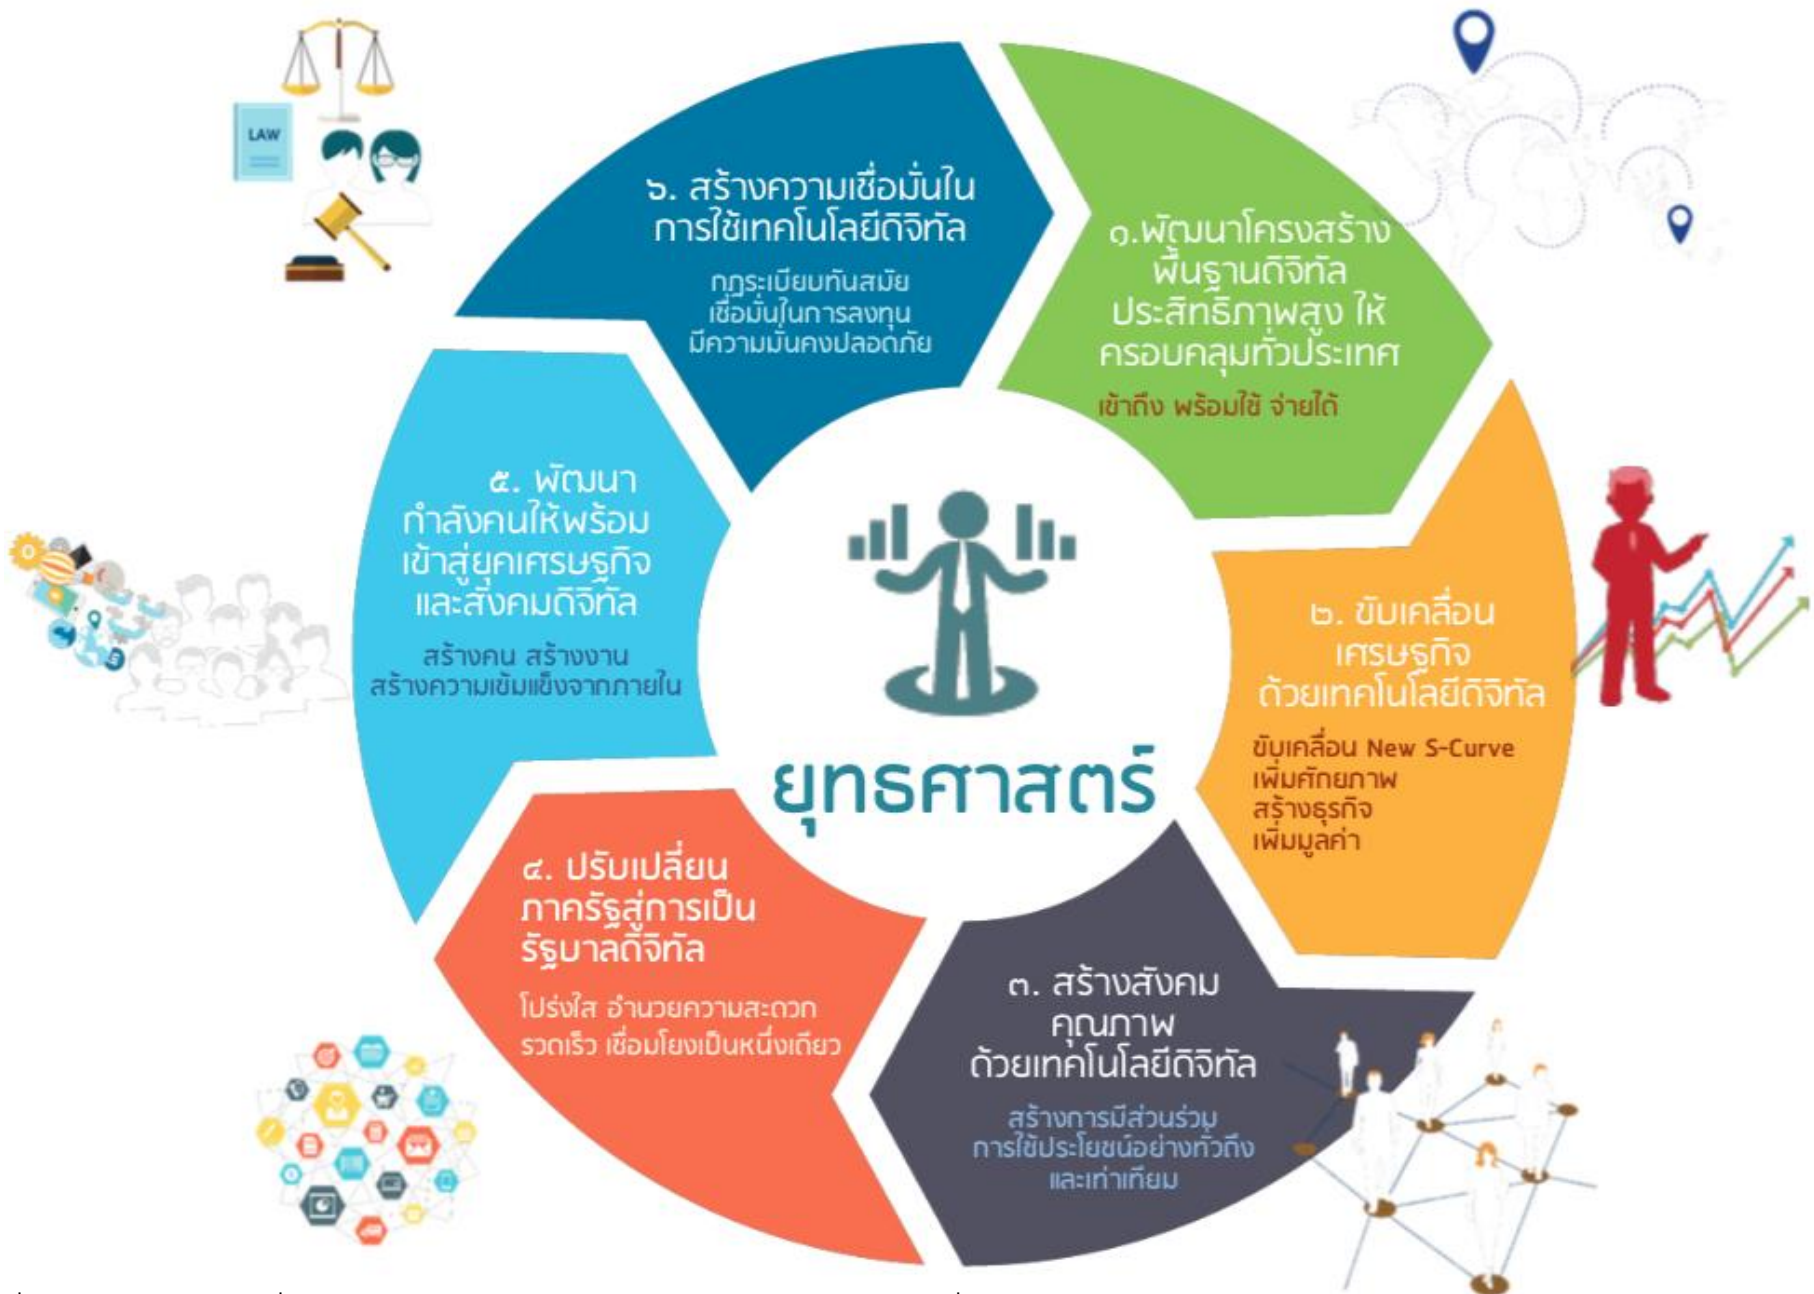 ๑.พัฒนาโครงสร้าง
พื้นฐานดิจิทัล
ประสิทธิภาพสูง ให้
ครอบคลุมทั่วประเทศ
เข้าถึง พร้อมใช้ จ่ายได้
๒. ขับเคลื่อน
เศรษฐกิจ
ด้วยเทคโนโลยีดิจิทัล
ขับเคลื่อน New S-Curve
เพิ่มศักยภาพ
สร้างธุรกิจ
เพิ่มมูลค่า
๓. สร้างสังคม
คุณภาพ
ด้วยเทคโนโลยีดิจิทัล
สร้างการมีส่วนร่วม
การใช้ประโยชน์อย่างทั่วถึง
และเท่าเทียม
๔. ปรับเปลี่ยน
ภาครัฐสู่การเป็น
รัฐบาลดิจิทัล
โปร่งใส อำนวยความสะดวก
รวดเร็ว เชื่อมโยงเป็นหนึ่งเดียว
๕. พัฒนา
กำลังคนให้พร้อม
เข้าสู่ยุคเศรษฐกิจ
และสังคมดิจิทัล
สร้างคน สร้างงาน
สร้างความเข้มแข็งจากภายใน
๖. สร้างความเชื่อมั่นใน
การใช้เทคโนโลยีดิจิทัล
กฎระเบียบทันสมัย
เชื่อมั่นในการลงทุน
มีความมั่นคงปลอดภัย
LAW
ยุทธศาสตร์